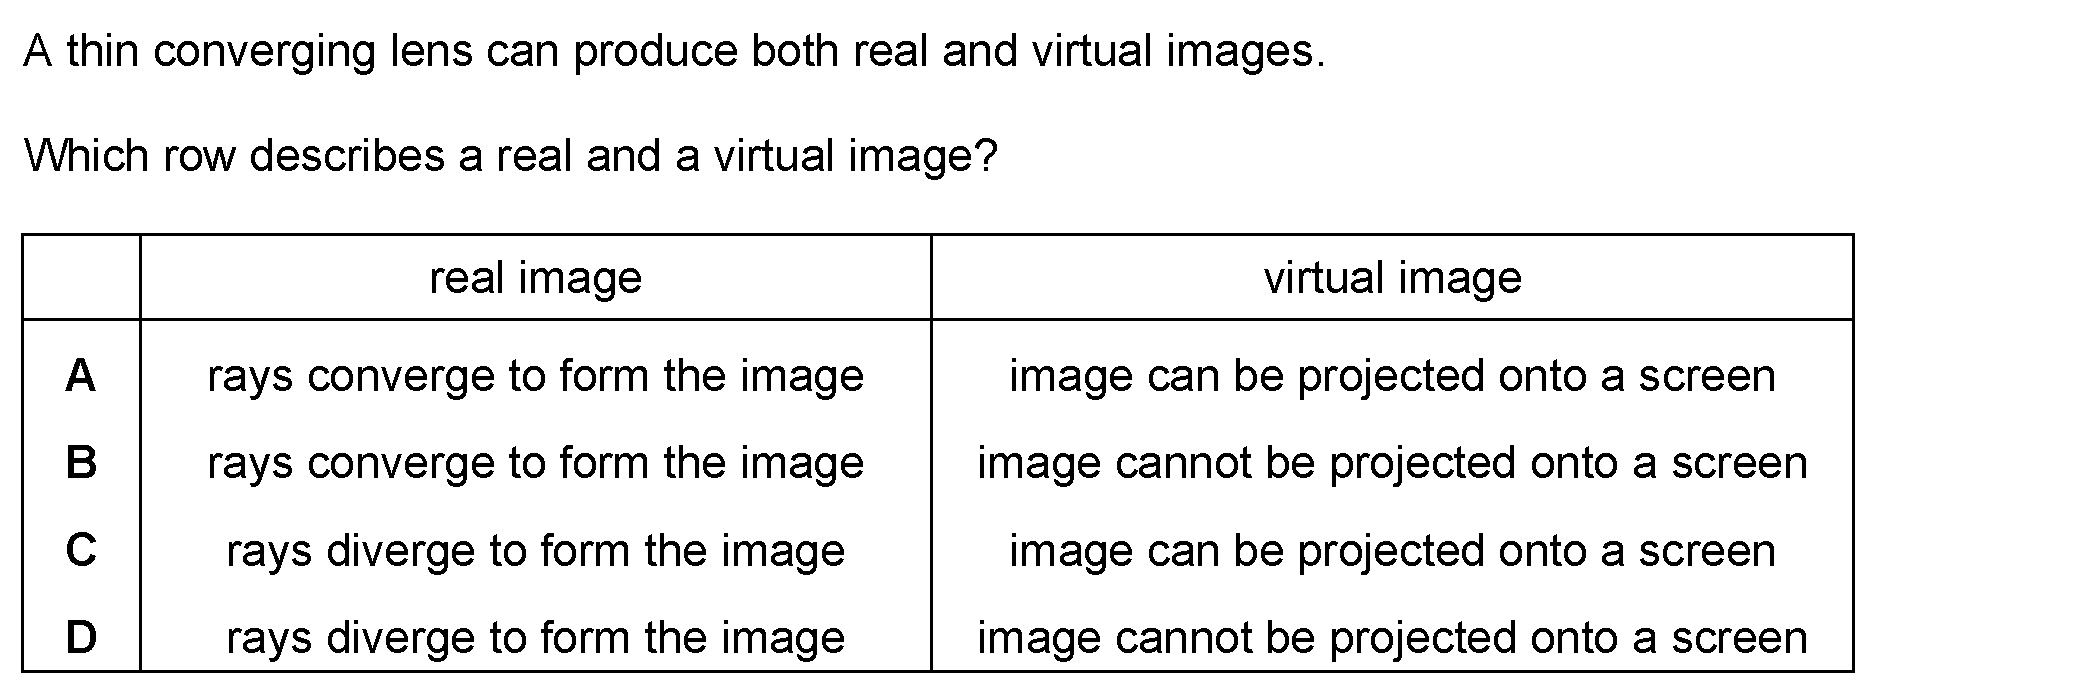 A thin converging lens can produce both real and virtual images.
Which row describes a real and a virtual image?
real image virtual image
A rays converge to form the image image can be projected onto a screen
B rays converge to form the image image cannot be projected onto a screen
C rays diverge to form the image image can be projected onto a screen
D rays diverge to form the image image cannot be projected onto a screen